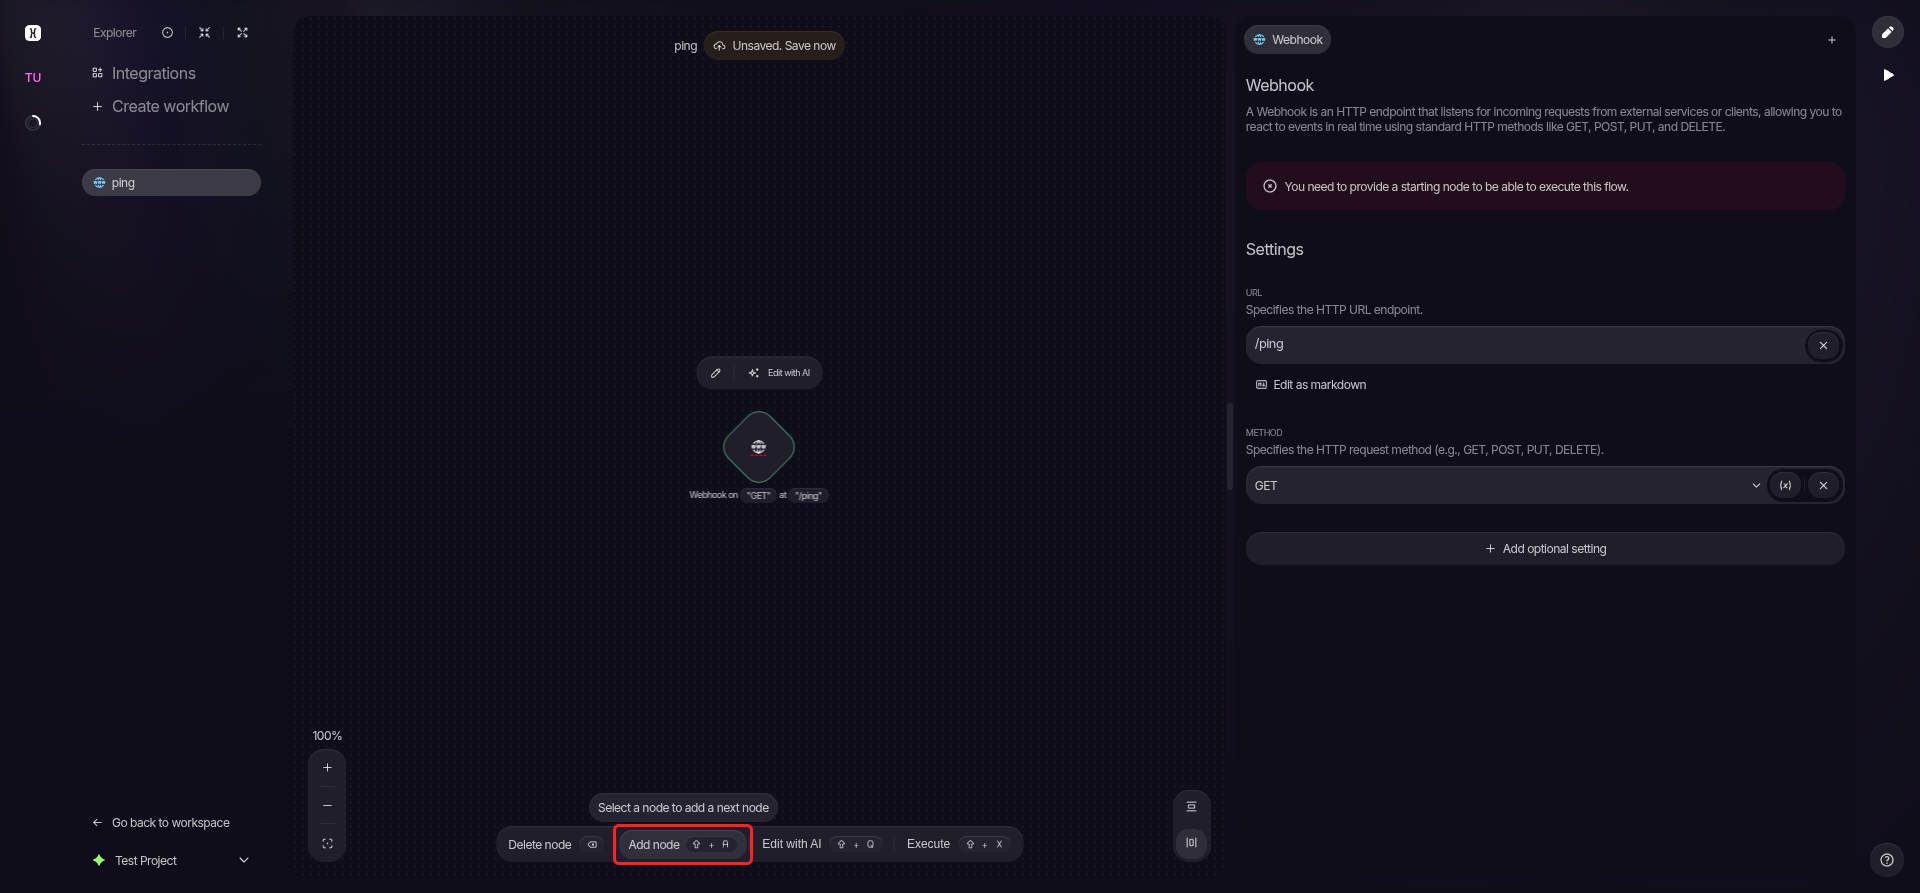 Explorer
TU
Integrations
Create workflow
ping
Go back to workspace
Test Project
ping
Unsaved. Save now
Edit with AI
Webhook on "GET" at "/ping"
100%
Select a node to add a next node
Delete node
Add node ⇧ + A
Edit with AI ⇧ + Q
Execute ⇧ + X
Webhook
Webhook
A Webhook is an HTTP endpoint that listens for incoming requests from external services or clients, allowing you to
react to events in real time using standard HTTP methods like GET, POST, PUT, and DELETE.
You need to provide a starting node to be able to execute this flow.
Settings
URL
Specifies the HTTP URL endpoint.
/ping
Edit as markdown
METHOD
Specifies the HTTP request method (e.g., GET, POST, PUT, DELETE).
GET
(x)
Add optional setting